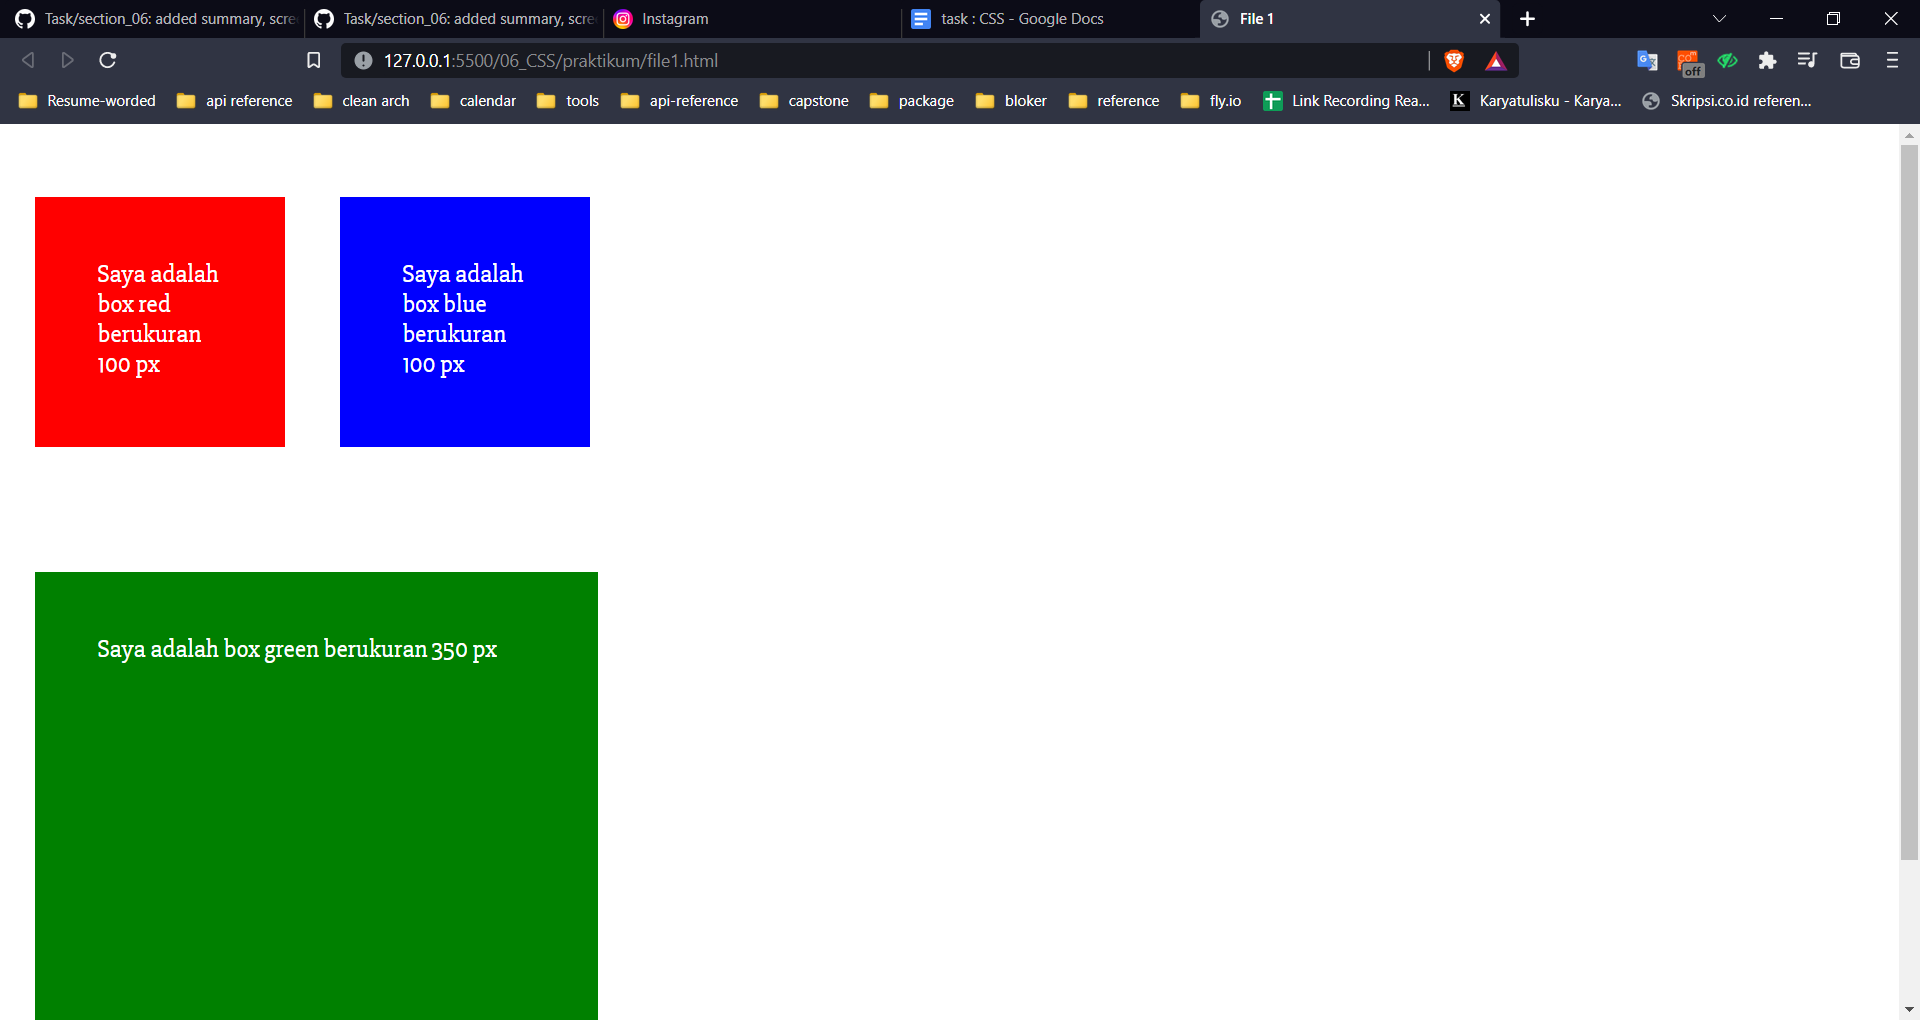 Task/section_06: added summary, scre
Task/section_06: added summary, scre
Instagram
task : CSS - Google Docs
File 1
127.0.0.1:5500/06_CSS/praktikum/file1.html
off
Resume-worded
api reference
clean arch
calendar
tools
api-reference
capstone
package
bloker
reference
fly.io
Link Recording Rea...
K
Karyatulisku - Karya...
Skripsi.co.id referen...
Saya adalah
box red
berukuran
100 px
Saya adalah
box blue
berukuran
100 px
Saya adalah box green berukuran 350 px